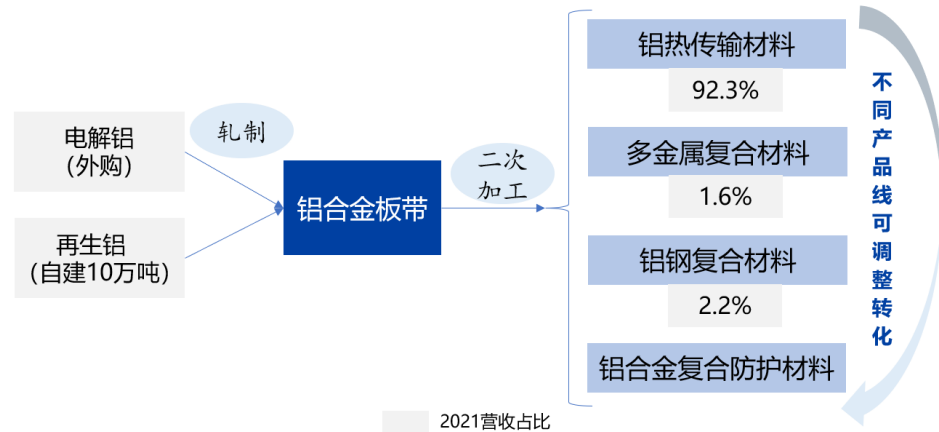 电解铝
（外购）
再生铝
（自建10万吨）
轧制
铝合金板带
二次
加工
铝热传输材料
92.3%
多金属复合材料
1.6%
铝钢复合材料
2.2%
铝合金复合防护材料
不同产品线可调整转化
2021营收占比